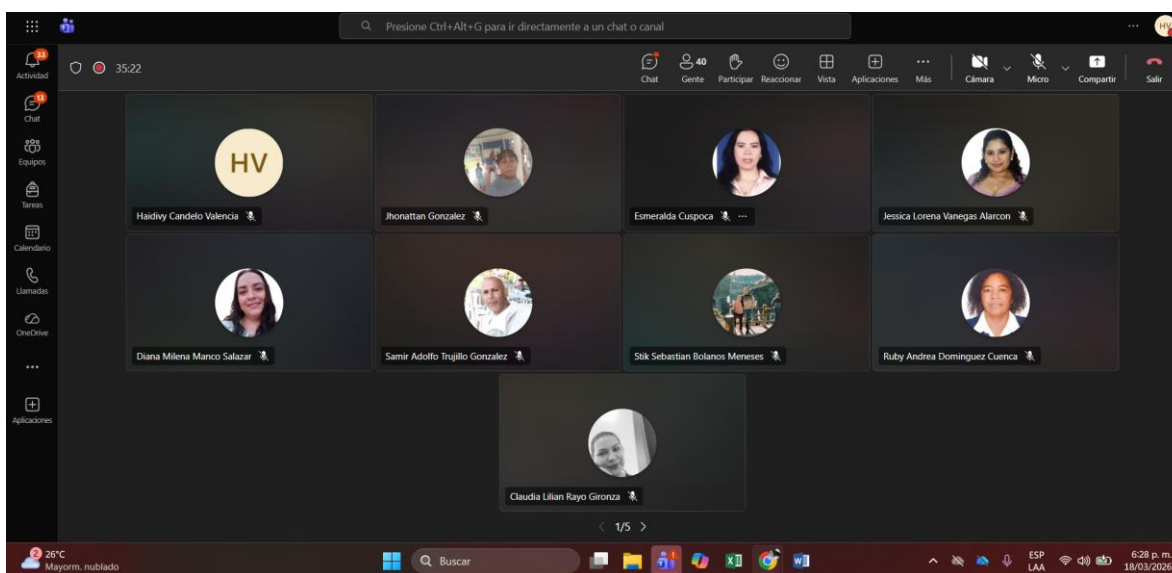 Presione Ctrl+Alt+G para ir directamente a un chat o canal
HV
33
Actividad
13
Chat
Equipos
Tareas
Calendario
Llamadas
OneDrive
Aplicaciones
35:22
Chat
40
Gente
Participar
Reaccionar
Vista
Aplicaciones
Más
Cámara
Micro
Compartir
Salir
HV
Haidivy Candelo Valencia
Jhonattan Gonzalez
Esmeralda Cuspoca
Jessica Lorena Vanegas Alarcon
Diana Milena Manco Salazar
Samir Adolfo Trujillo Gonzalez
Stik Sebastian Bolanos Meneses
Ruby Andrea Dominguez Cuenca
Claudia Lilian Rayo Gironza
1/5
2
26°C
Mayorm. nublado
Buscar
ESP
LAA
6:28 p. m.
18/03/2026